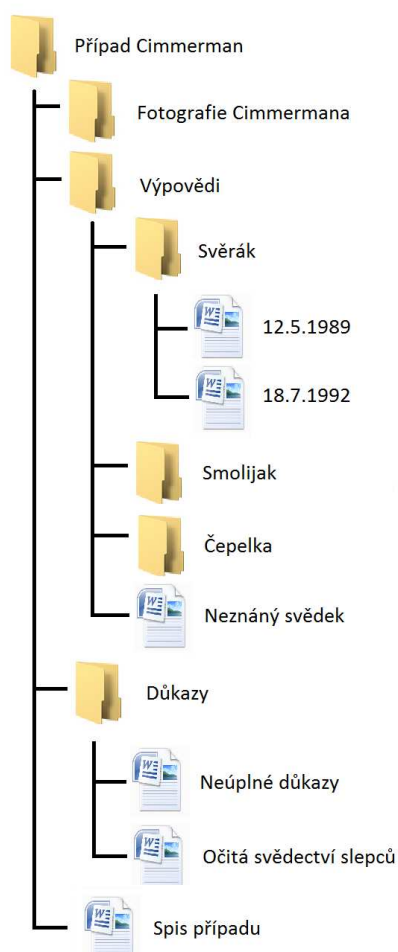 Případ Cimmerman
Fotografie Cimmermana
Výpovědi
Svěrák
12.5.1989
18.7.1992
Smolijak
Čepelka
Neznáný svědek
Důkazy
Neúplné důkazy
Očitá svědectví slepců
Spis případu